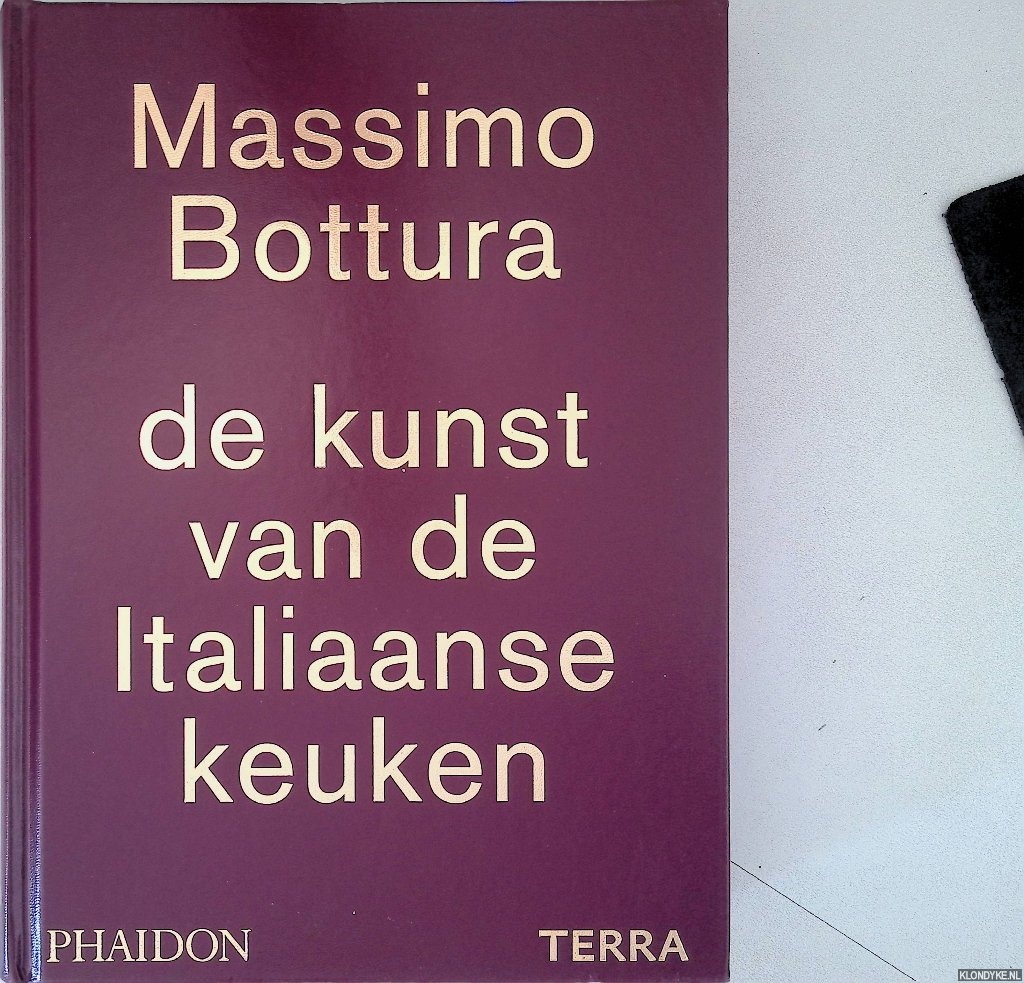 Massimo
Bottura
de kunst
van de
Italiaanse
keuken
PHAIDON
TERRA
KLONDYKE.NL